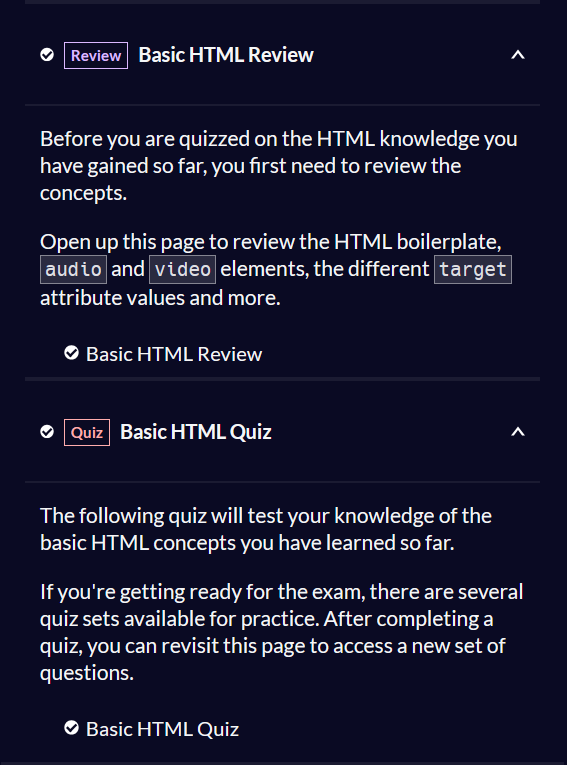 Review Basic HTML Review
Before you are quizzed on the HTML knowledge you
have gained so far, you first need to review the
concepts.
Open up this page to review the HTML boilerplate,
audio and video elements, the different target
attribute values and more.
Basic HTML Review
Quiz Basic HTML Quiz
The following quiz will test your knowledge of the
basic HTML concepts you have learned so far.
If you're getting ready for the exam, there are several
quiz sets available for practice. After completing a
quiz, you can revisit this page to access a new set of
questions.
Basic HTML Quiz